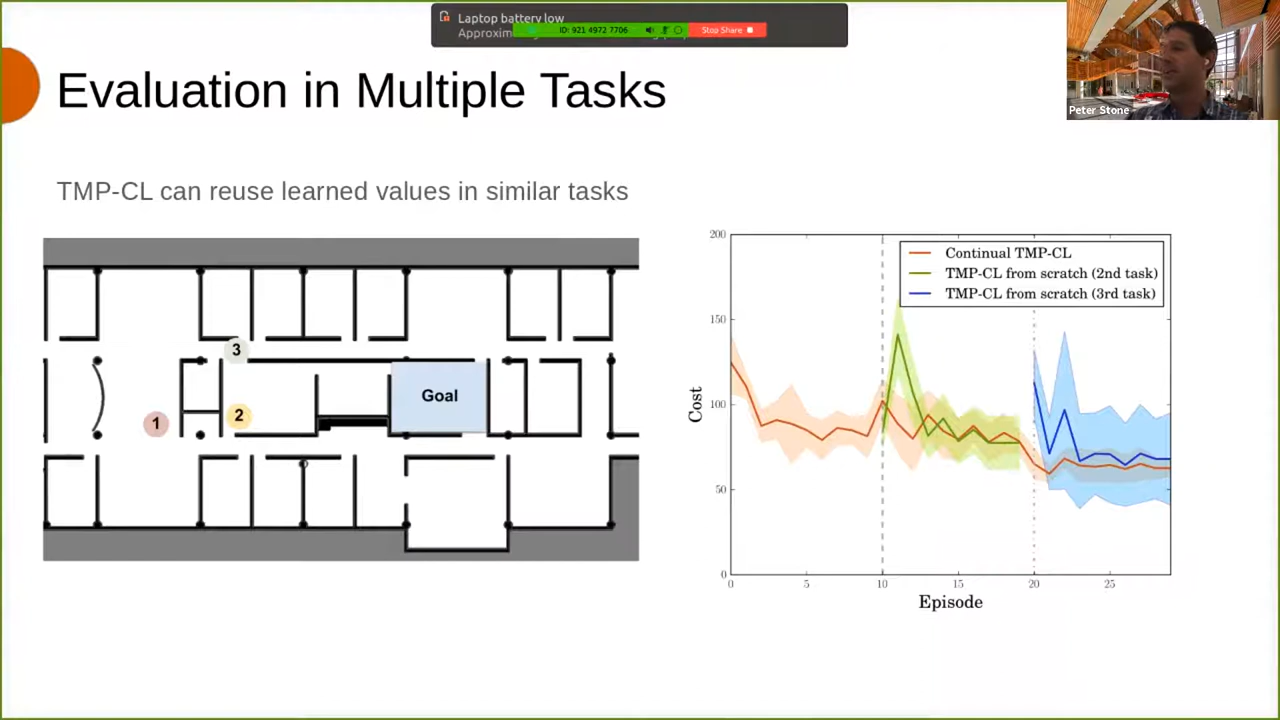 Laptop battery low
ID: 921 4972 7706
Stop Share
Peter Stone
Evaluation in Multiple Tasks
TMP-CL can reuse learned values in similar tasks
3
Goal
1
2
200
150
100
50
0
Cost
Continual TMP-CL
TMP-CL from scratch (2nd task)
TMP-CL from scratch (3rd task)
0 5 10 15 20 25
Episode